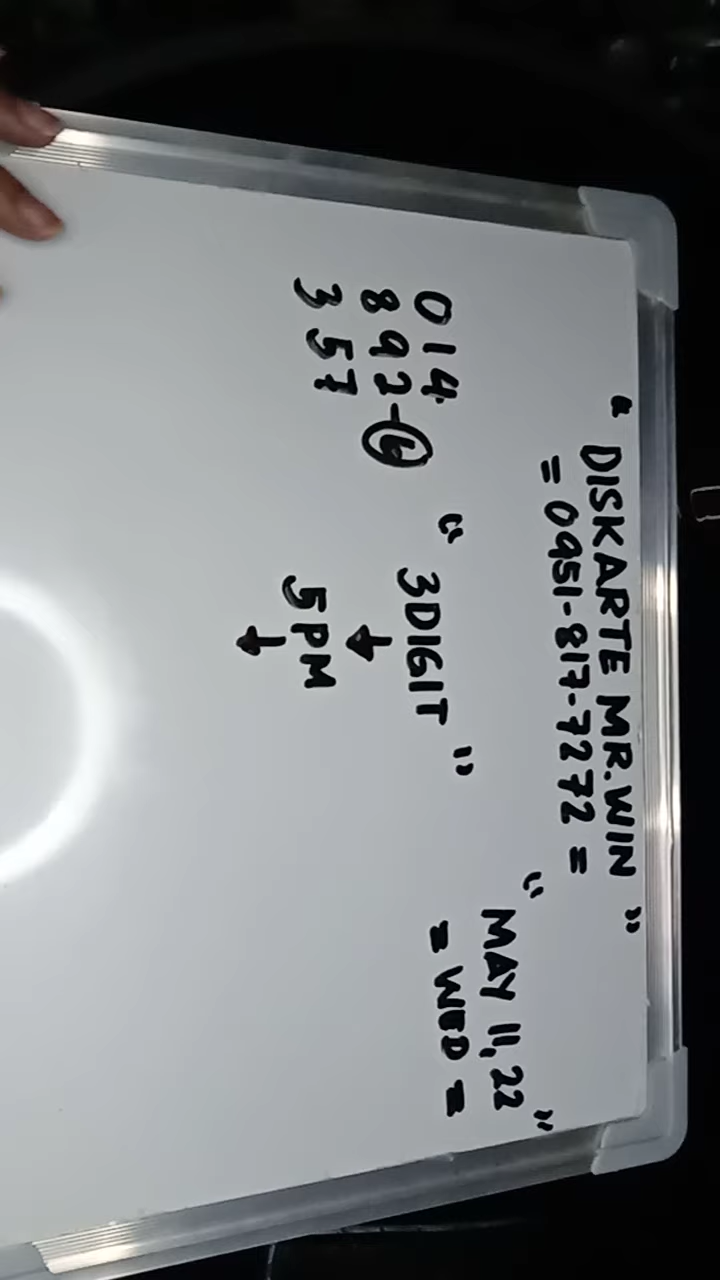 " DISKARTE MR.WIN "
= 0951-817-7272 =
" MAY 11, 22 "
= WED =
014
892-6
357
" 3DIGIT "
5PM